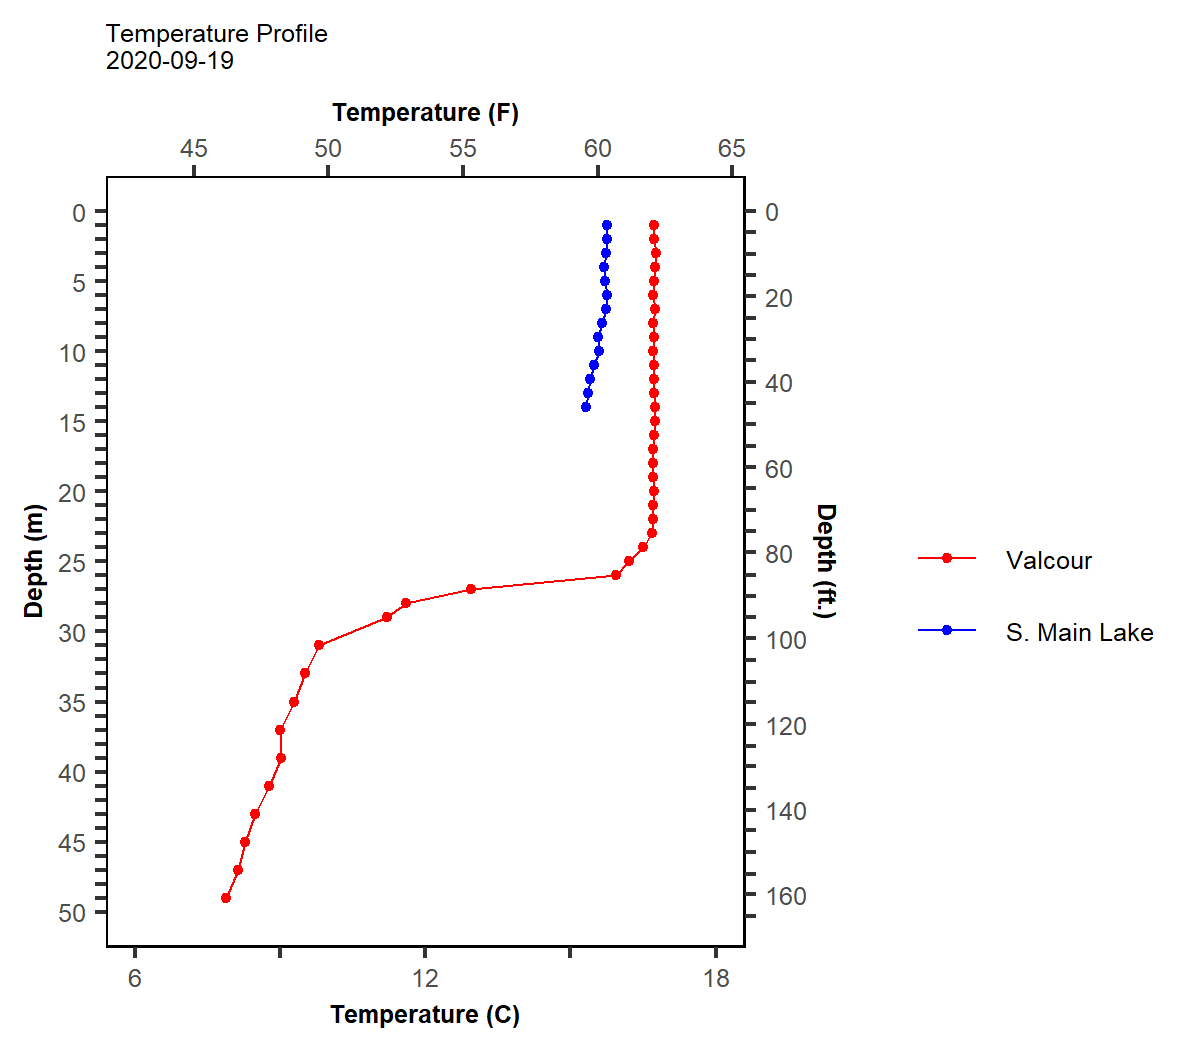 Temperature Profile
2020-09-19
Temperature (F)
45 50 55 60 65
0 0
5 20
10 40
15 60
20 80
25 100
30 120
35 140
40 160
45
50
Depth (m)
Depth (ft.)
Valcour
S. Main Lake
6 12 18
Temperature (C)